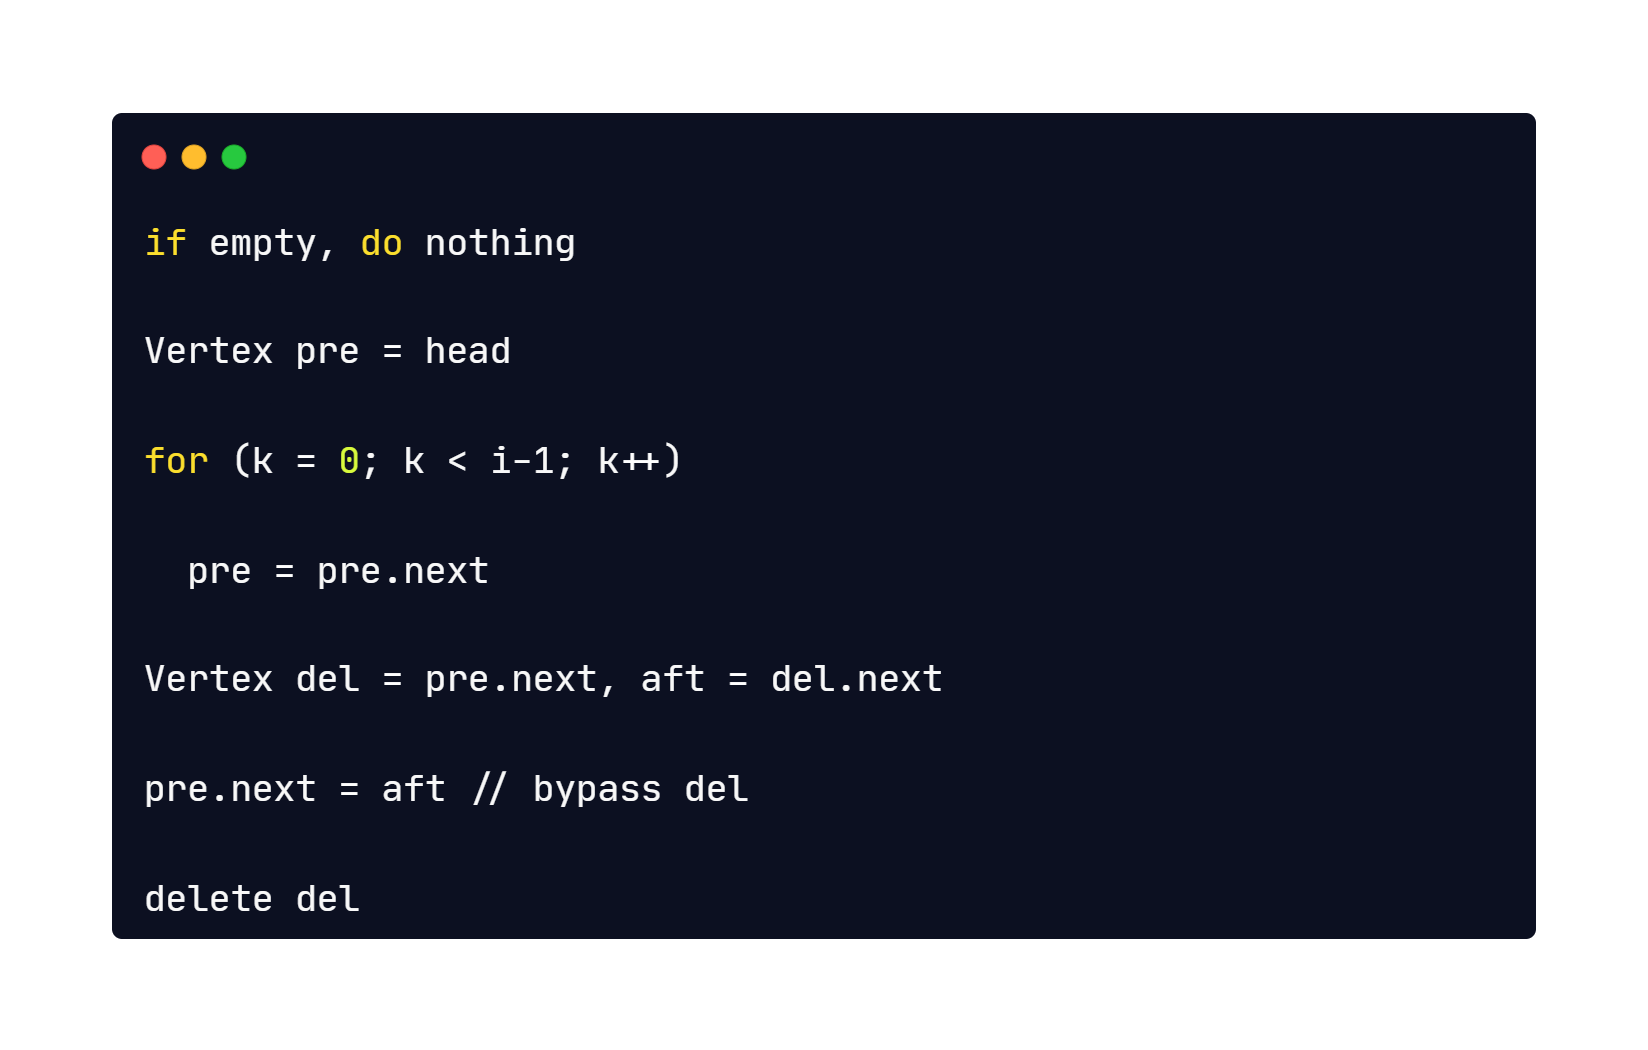 if empty, do nothing
Vertex pre = head
for (k = 0; k < i-1; k++)
pre = pre.next
Vertex del = pre.next, aft = del.next
pre.next = aft // bypass del
delete del